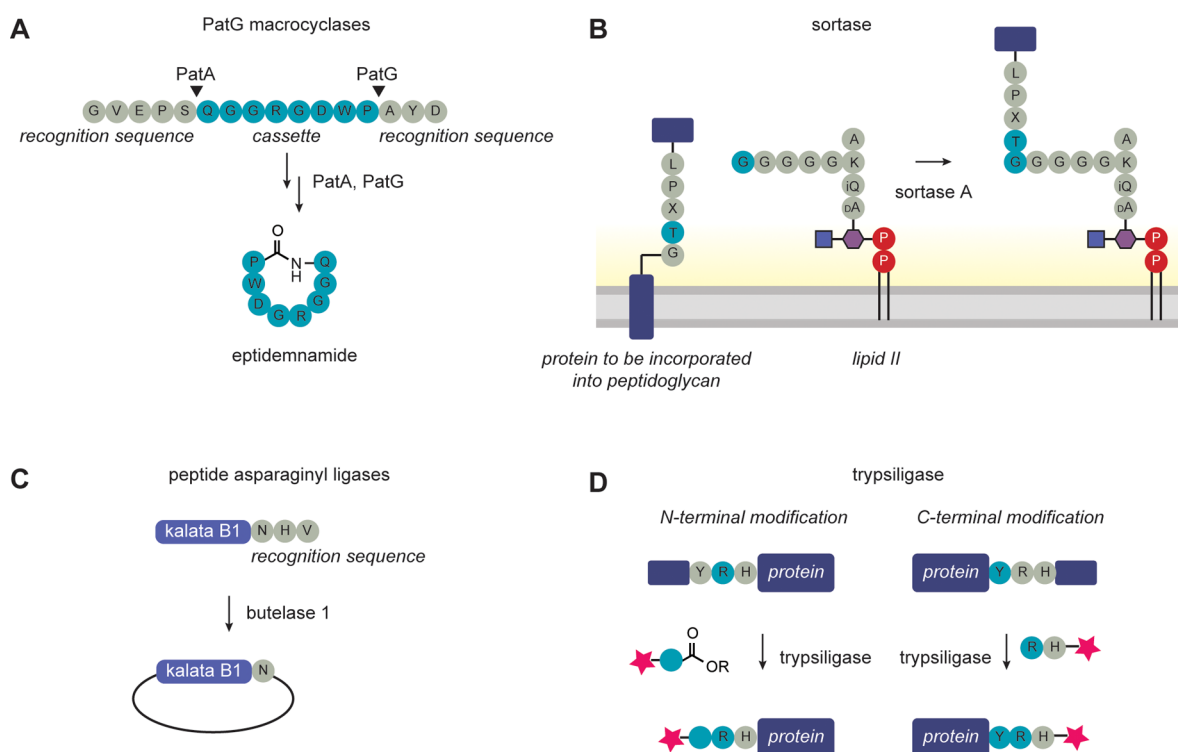 A
PatG macrocyclases
PatA PatG
G V E P S Q G G R G D W P A Y D
recognition sequence cassette recognition sequence
PatA, PatG
O
N
H
P Q
W G
D G
G R
eptidemnamide
B
sortase
L
P
X
T
G
protein to be incorporated
into peptidoglycan
G G G G G K
A
iQ
DA
P
P
lipid II
sortase A
L
P
X
T
G G G G G K
A
iQ
DA
P
P
C
peptide asparaginyl ligases
kalata B1 N H V
recognition sequence
butelase 1
kalata B1 N
D
trypsiligase
N-terminal modification C-terminal modification
Y R H protein
protein Y R H
O
OR
trypsiligase
trypsiligase
R H
R H protein
protein Y R H